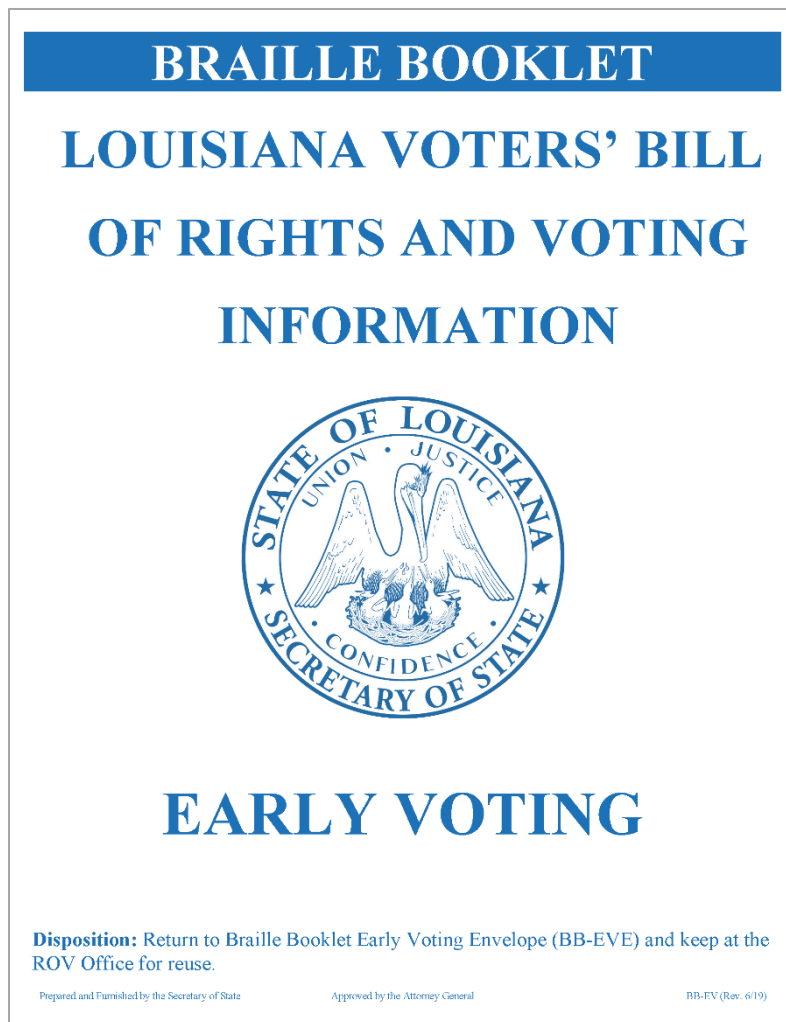 BRAILLE BOOKLET
LOUISIANA VOTERS’ BILL
OF RIGHTS AND VOTING
INFORMATION
STATE OF LOUISIANA
UNION • JUSTICE
• CONFIDENCE •
★ SECRETARY OF STATE ★
EARLY VOTING
Disposition: Return to Braille Booklet Early Voting Envelope (BB-EVE) and keep at the
ROV Office for reuse.
Prepared and Furnished by the Secretary of State Approved by the Attorney General BB-EV (Rev. 6/19)